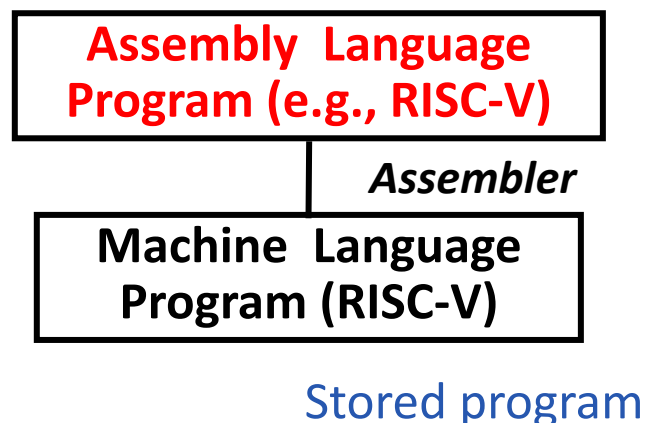 Assembly Language
Program (e.g., RISC-V)
Assembler
Machine Language
Program (RISC-V)
Stored program